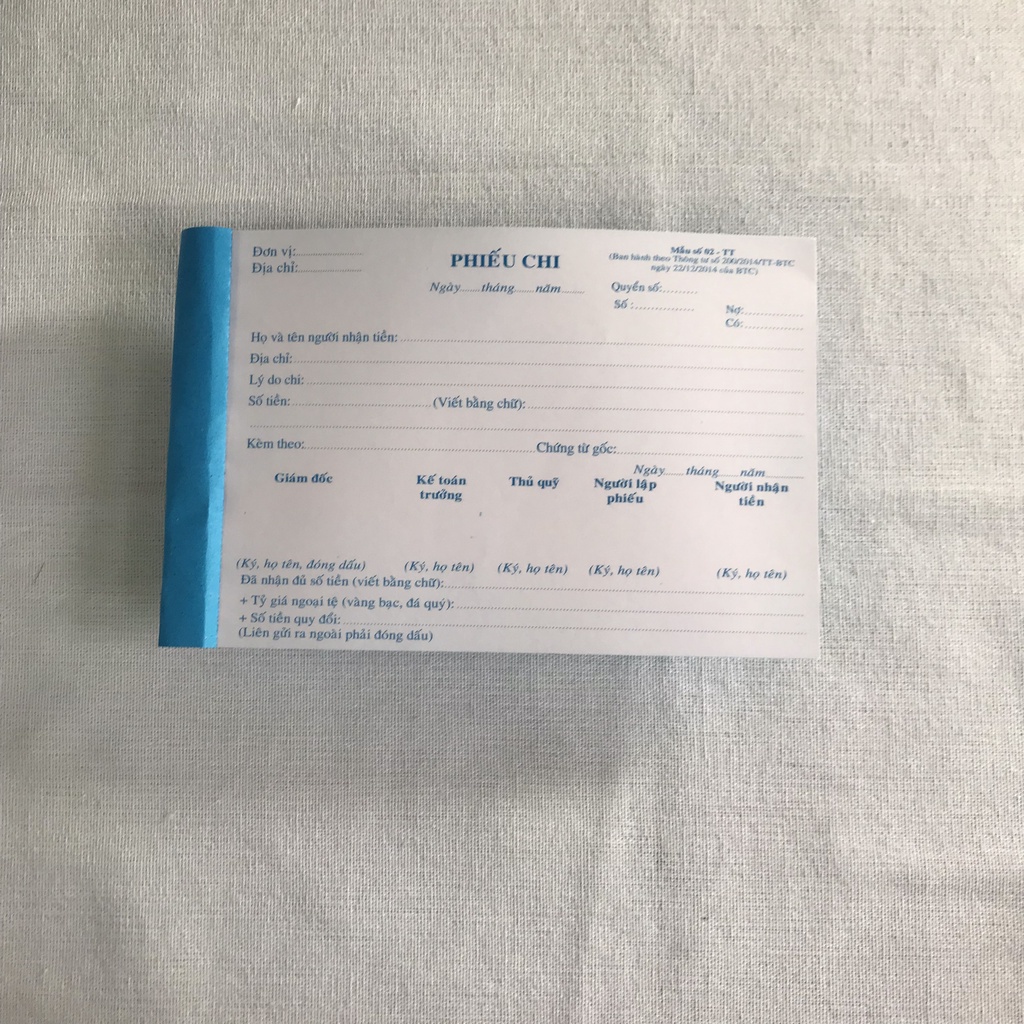 Đơn vị:....................
Địa chỉ:....................
PHIẾU CHI
Ngày......tháng......năm......
Mẫu số 02 - TT
(Ban hành theo Thông tư số 200/2014/TT-BTC
ngày 22/12/2014 của BTC)
Quyển số:.........
Số :...............
Nợ:...............
Có:...............
Họ và tên người nhận tiền:....................
Địa chỉ:....................
Lý do chi:....................
Số tiền:....................(Viết bằng chữ):....................
Kèm theo:....................Chứng từ gốc:....................
Ngày......tháng......năm......
Giám đốc Kế toán trưởng Thủ quỹ Người lập phiếu Người nhận tiền
(Ký, họ tên, đóng dấu) (Ký, họ tên) (Ký, họ tên) (Ký, họ tên) (Ký, họ tên)
Đã nhận đủ số tiền (viết bằng chữ):....................
+ Tỷ giá ngoại tệ (vàng bạc, đá quý):....................
+ Số tiền quy đổi:....................
(Liên gửi ra ngoài phải đóng dấu)